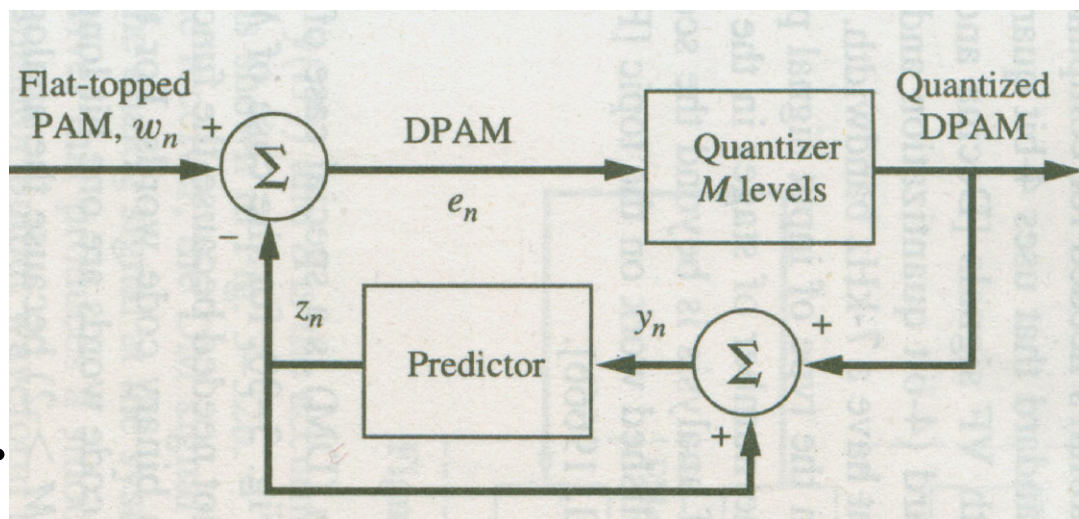 Flat-topped
PAM, wₙ +
Σ
−
DPAM
eₙ
Quantizer
M levels
Quantized
DPAM
zₙ
Predictor
yₙ
Σ
+
+